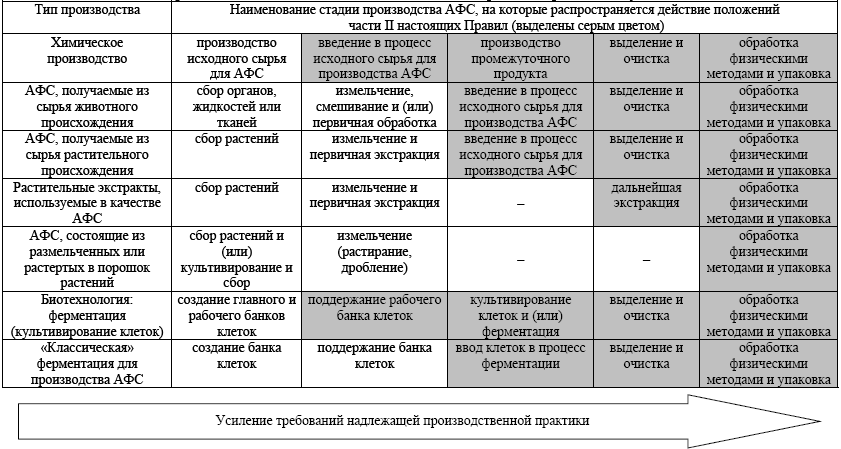 Тип производства
Наименование стадии производства АФС, на которые распространяется действие положений
части II настоящих Правил (выделены серым цветом)
Химическое
производство
производство
исходного сырья
для АФС
введение в процесс
исходного сырья для
производства АФС
производство
промежуточного
продукта
выделение и
очистка
обработка
физическими
методами и упаковка
АФС, получаемые из
сырья животного
происхождения
сбор органов,
жидкостей или
тканей
измельчение,
смешивание и (или)
первичная обработка
введение в процесс
исходного сырья для
производства АФС
выделение и
очистка
обработка
физическими
методами и упаковка
АФС, получаемые из
сырья растительного
происхождения
сбор растений
измельчение и
первичная экстракция
введение в процесс
исходного сырья для
производства АФС
выделение и
очистка
обработка
физическими
методами и упаковка
Растительные экстракты,
используемые в качестве
АФС
сбор растений
измельчение и
первичная экстракция
–
дальнейшая
экстракция
обработка
физическими
методами и упаковка
АФС, состоящие из
размельченных или
растертых в порошок
растений
сбор растений и
(или)
культивирование и
сбор
измельчение
(растирание,
дробление)
–
–
обработка
физическими
методами и упаковка
Биотехнология:
ферментация
(культивирование клеток)
создание главного и
рабочего банков
клеток
поддержание рабочего
банка клеток
культивирование
клеток и (или)
ферментация
выделение и
очистка
обработка
физическими
методами и упаковка
«Классическая»
ферментация для
производства АФС
создание банка
клеток
поддержание банка
клеток
ввод клеток в процесс
ферментации
выделение и
очистка
обработка
физическими
методами и упаковка
Усиление требований надлежащей производственной практики